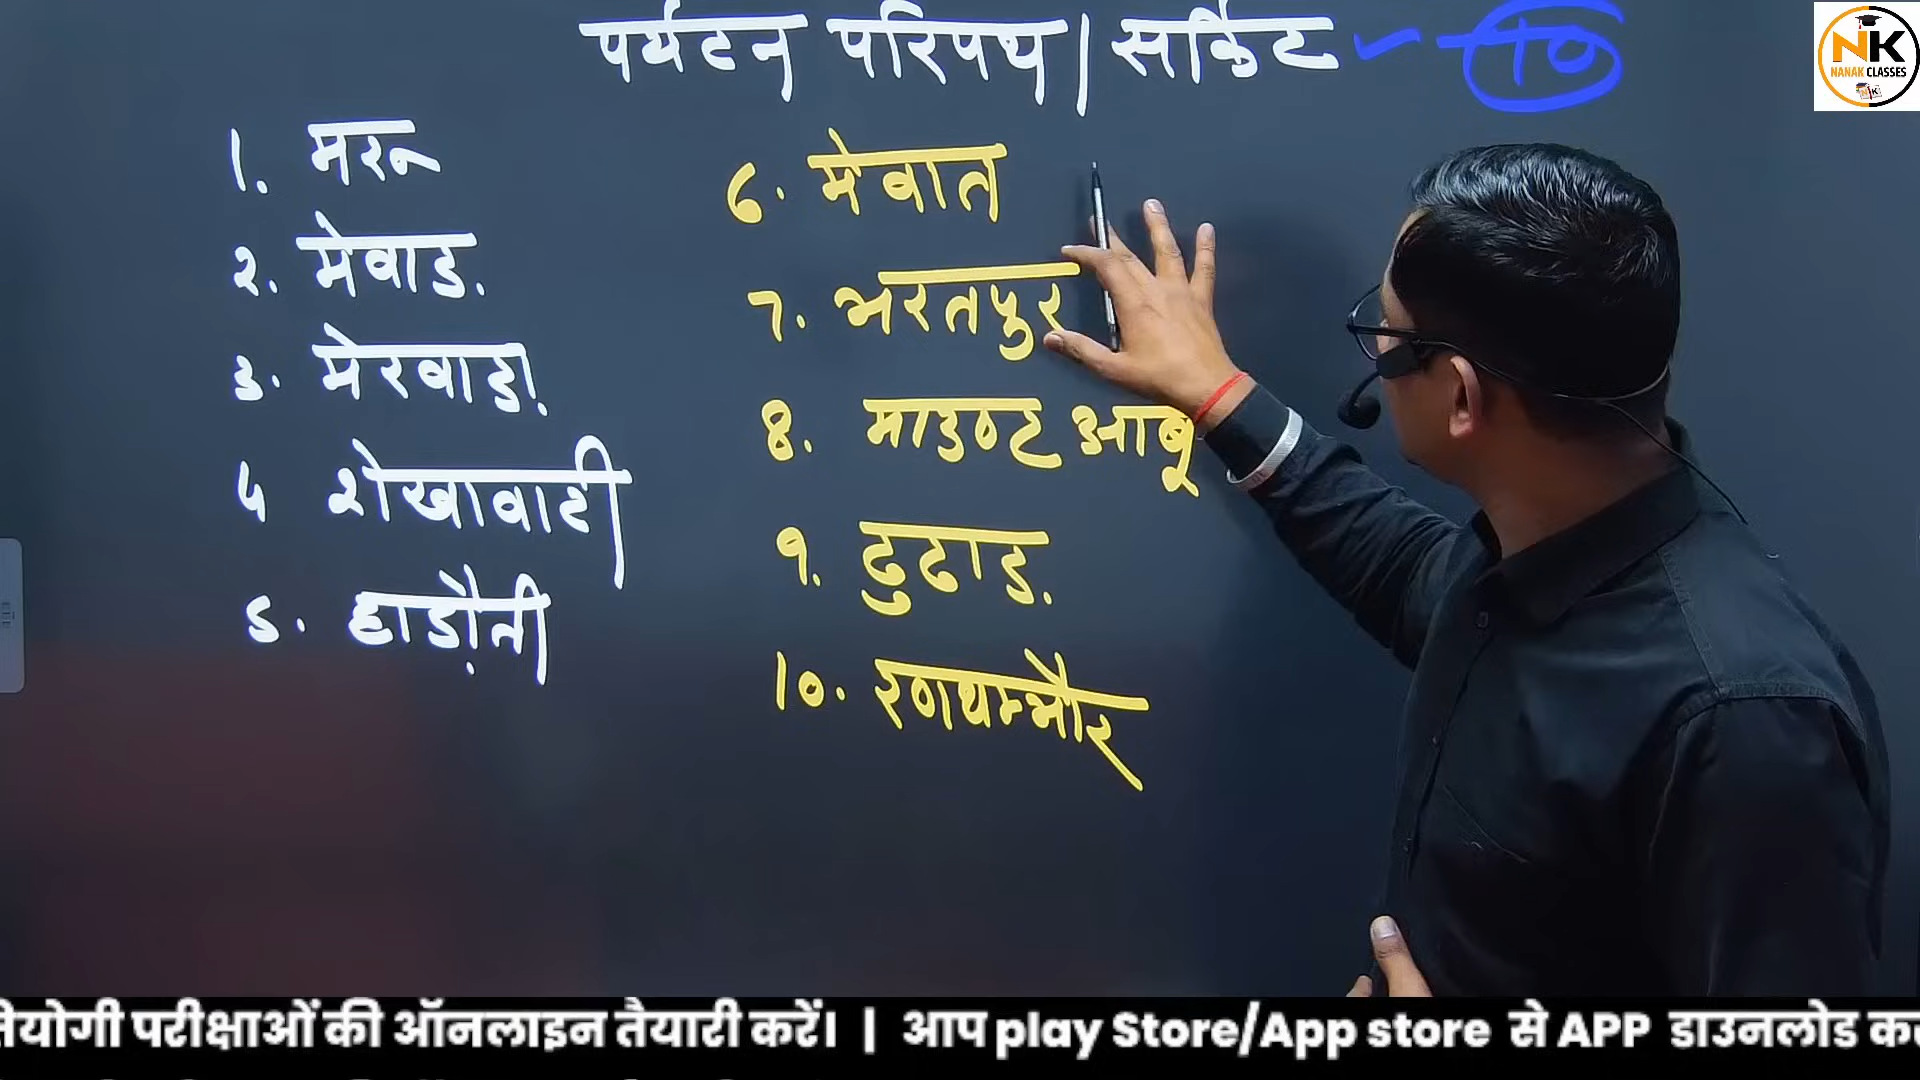 पर्यटन परिपथ | सर्किट - 10
NK
NANAK CLASSES
1. मरू
2. मेवाड़
3. मेरवाड़ा
4 शेखावाटी
5. हाड़ौती
6. मेवात
7. भरतपुर
8. माउण्ट आबू
9. ढुढाड़
10. रणथम्भौर
तियोगी परीक्षाओं की ऑनलाइन तैयारी करें। | आप play Store/App store से APP डाउनलोड कर